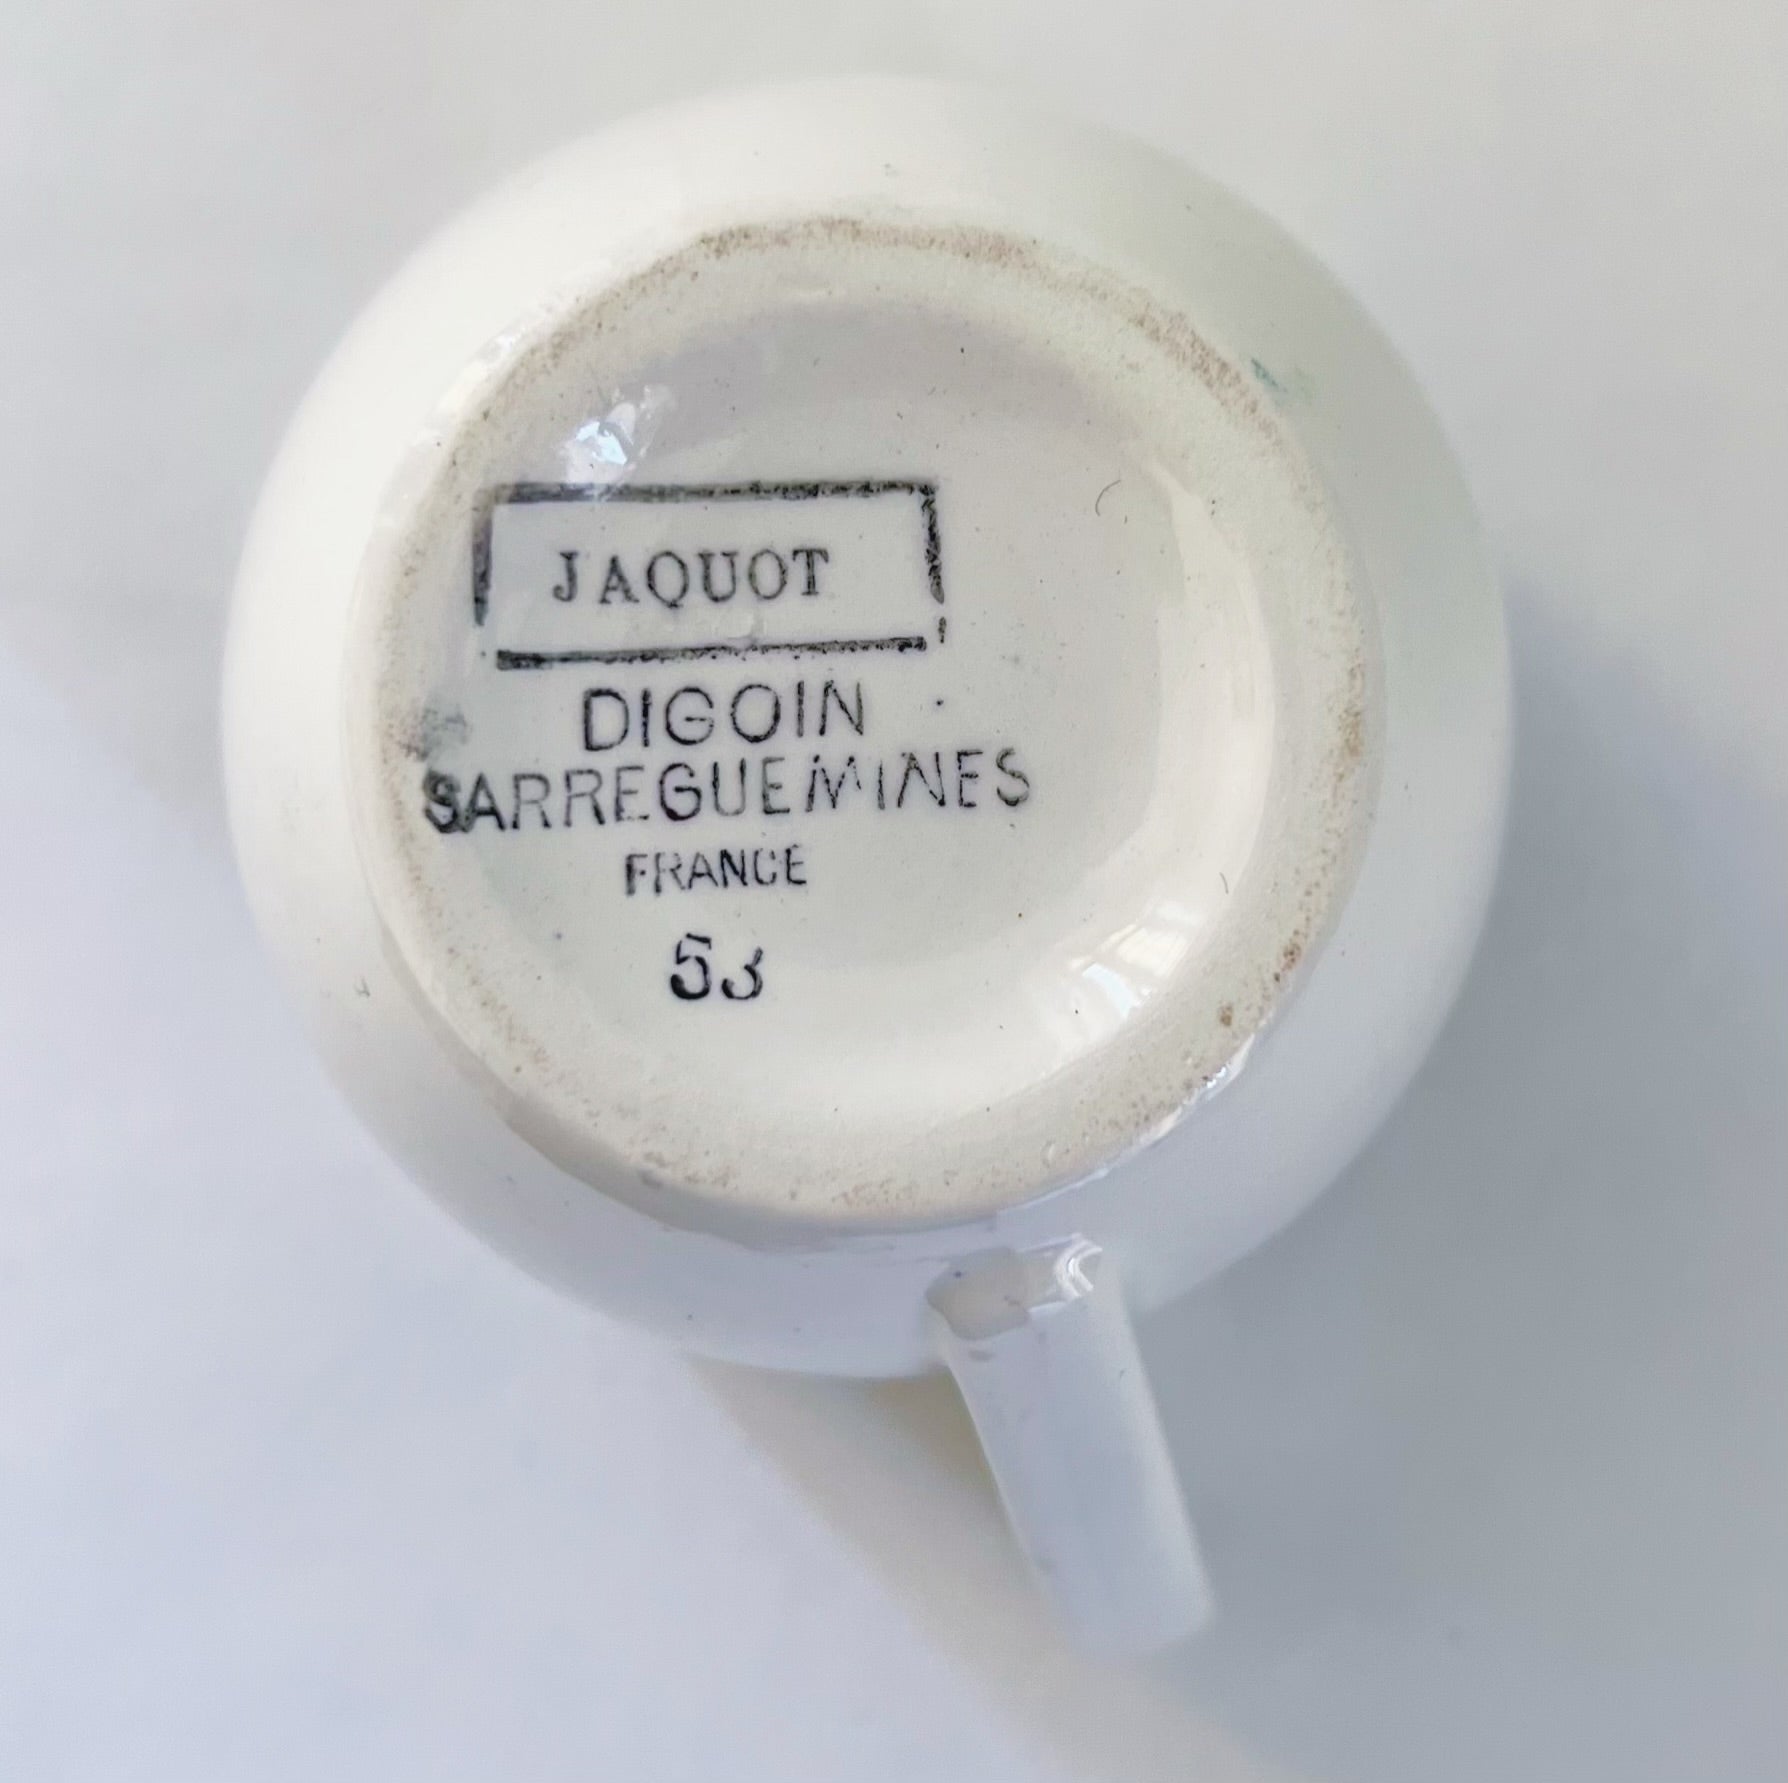 JAQUOT
DIGOIN
SARREGUEMINES
FRANCE
53